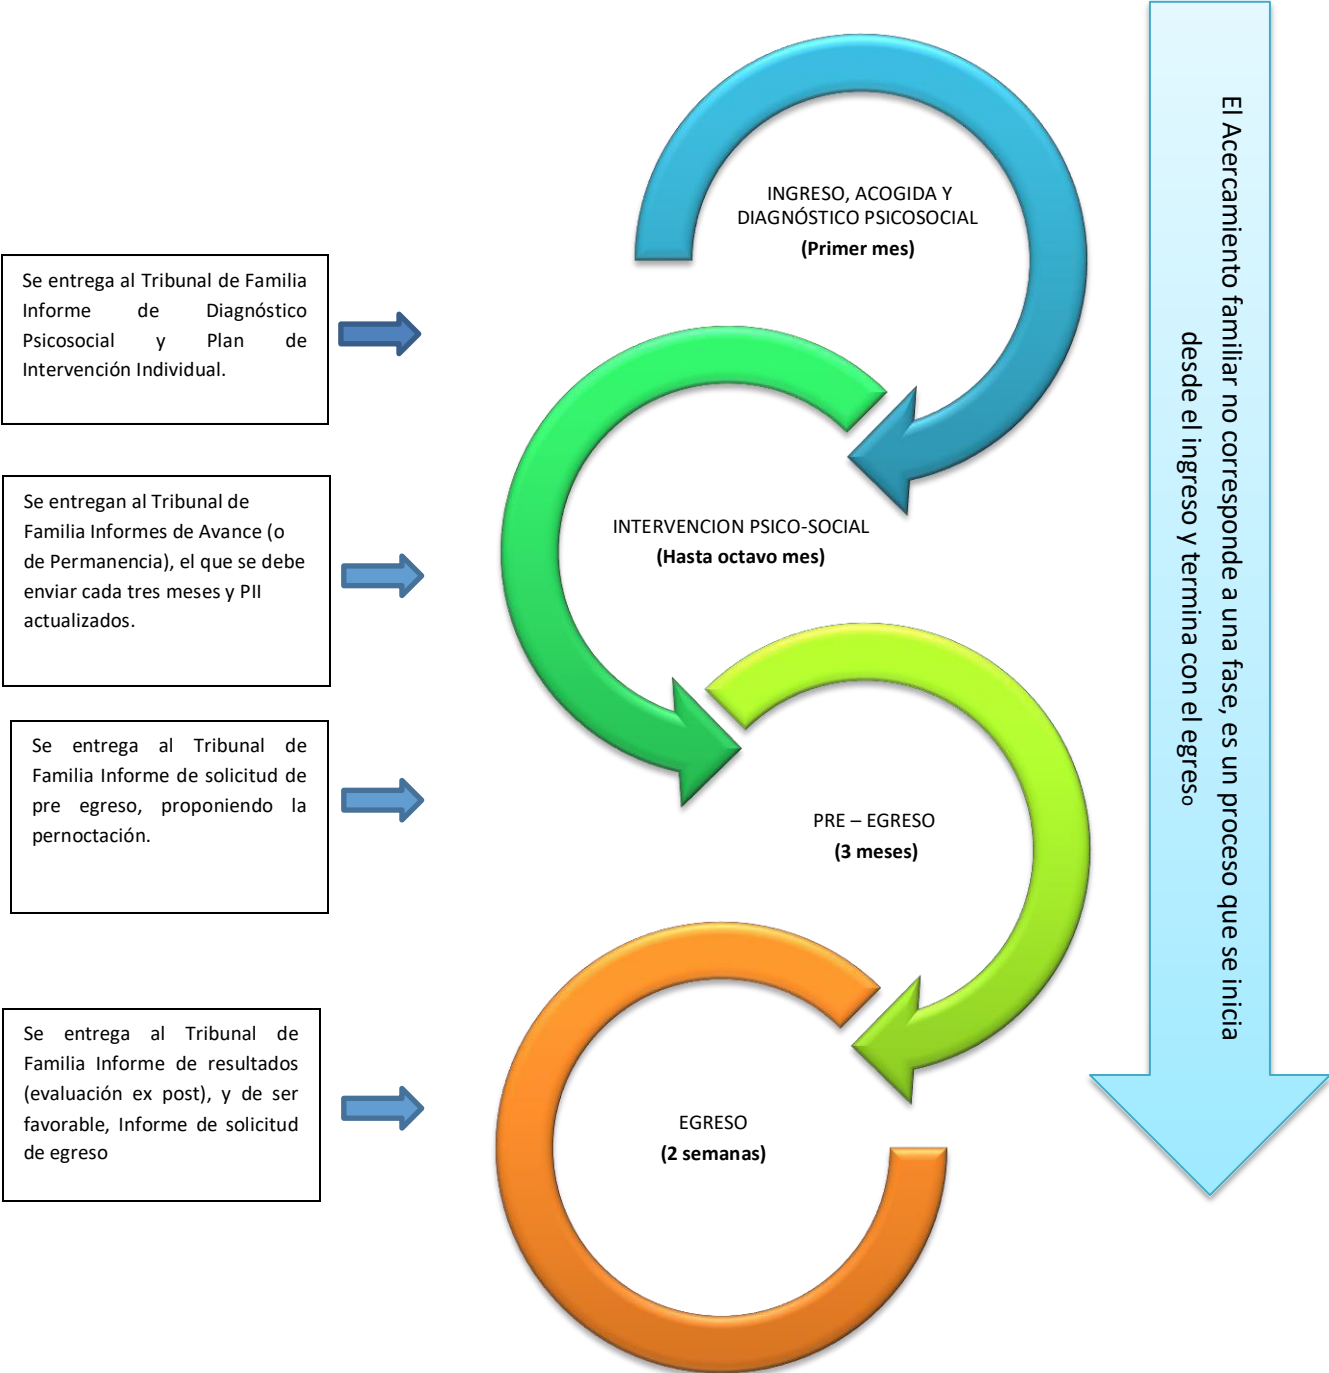 INGRESO, ACOGIDA Y
DIAGNÓSTICO PSICOSOCIAL
(Primer mes)
Se entrega al Tribunal de Familia
Informe de Diagnóstico
Psicosocial y Plan de
Intervención Individual.
INTERVENCION PSICO-SOCIAL
(Hasta octavo mes)
Se entregan al Tribunal de
Familia Informes de Avance (o
de Permanencia), el que se debe
enviar cada tres meses y PII
actualizados.
PRE – EGRESO
(3 meses)
Se entrega al Tribunal de
Familia Informe de solicitud de
pre egreso, proponiendo la
pernoctación.
EGRESO
(2 semanas)
Se entrega al Tribunal de
Familia Informe de resultados
(evaluación ex post), y de ser
favorable, Informe de solicitud
de egreso
El Acercamiento familiar no corresponde a una fase, es un proceso que se inicia
desde el ingreso y termina con el egreso